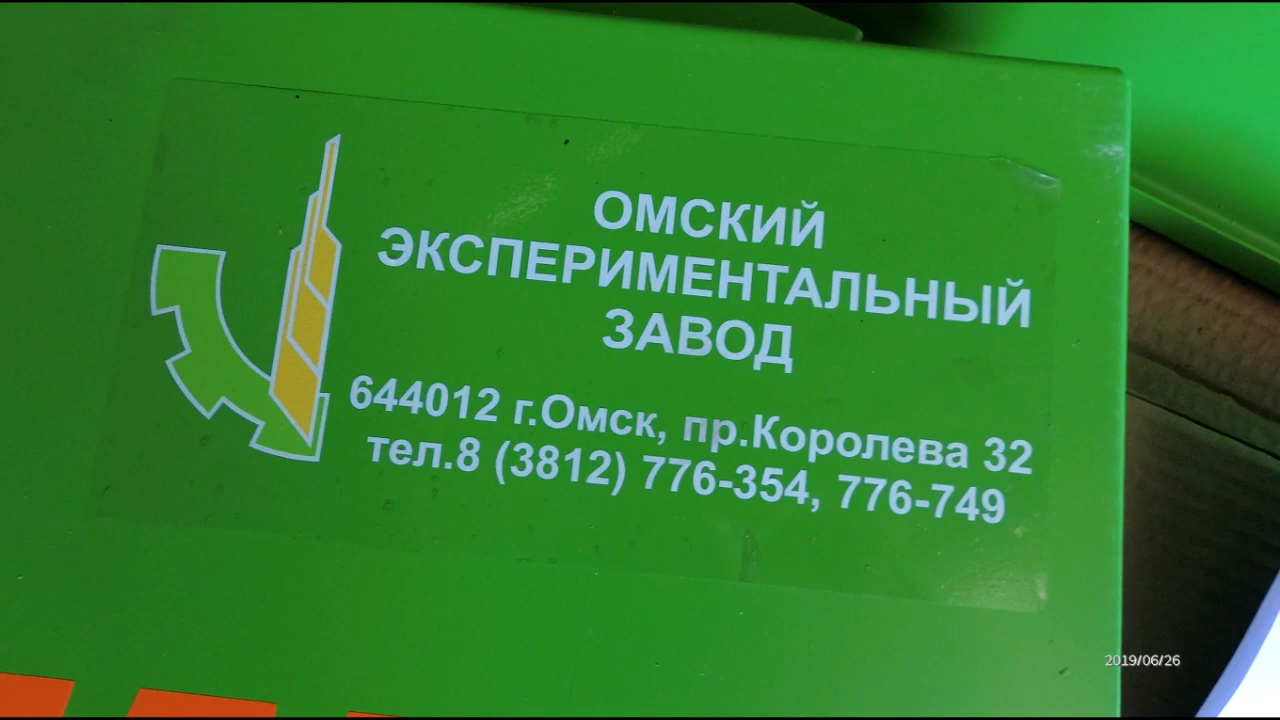 ОМСКИЙ
ЭКСПЕРИМЕНТАЛЬНЫЙ
ЗАВОД
644012 г.Омск, пр.Королева 32
тел.8 (3812) 776-354, 776-749
2019/06/26